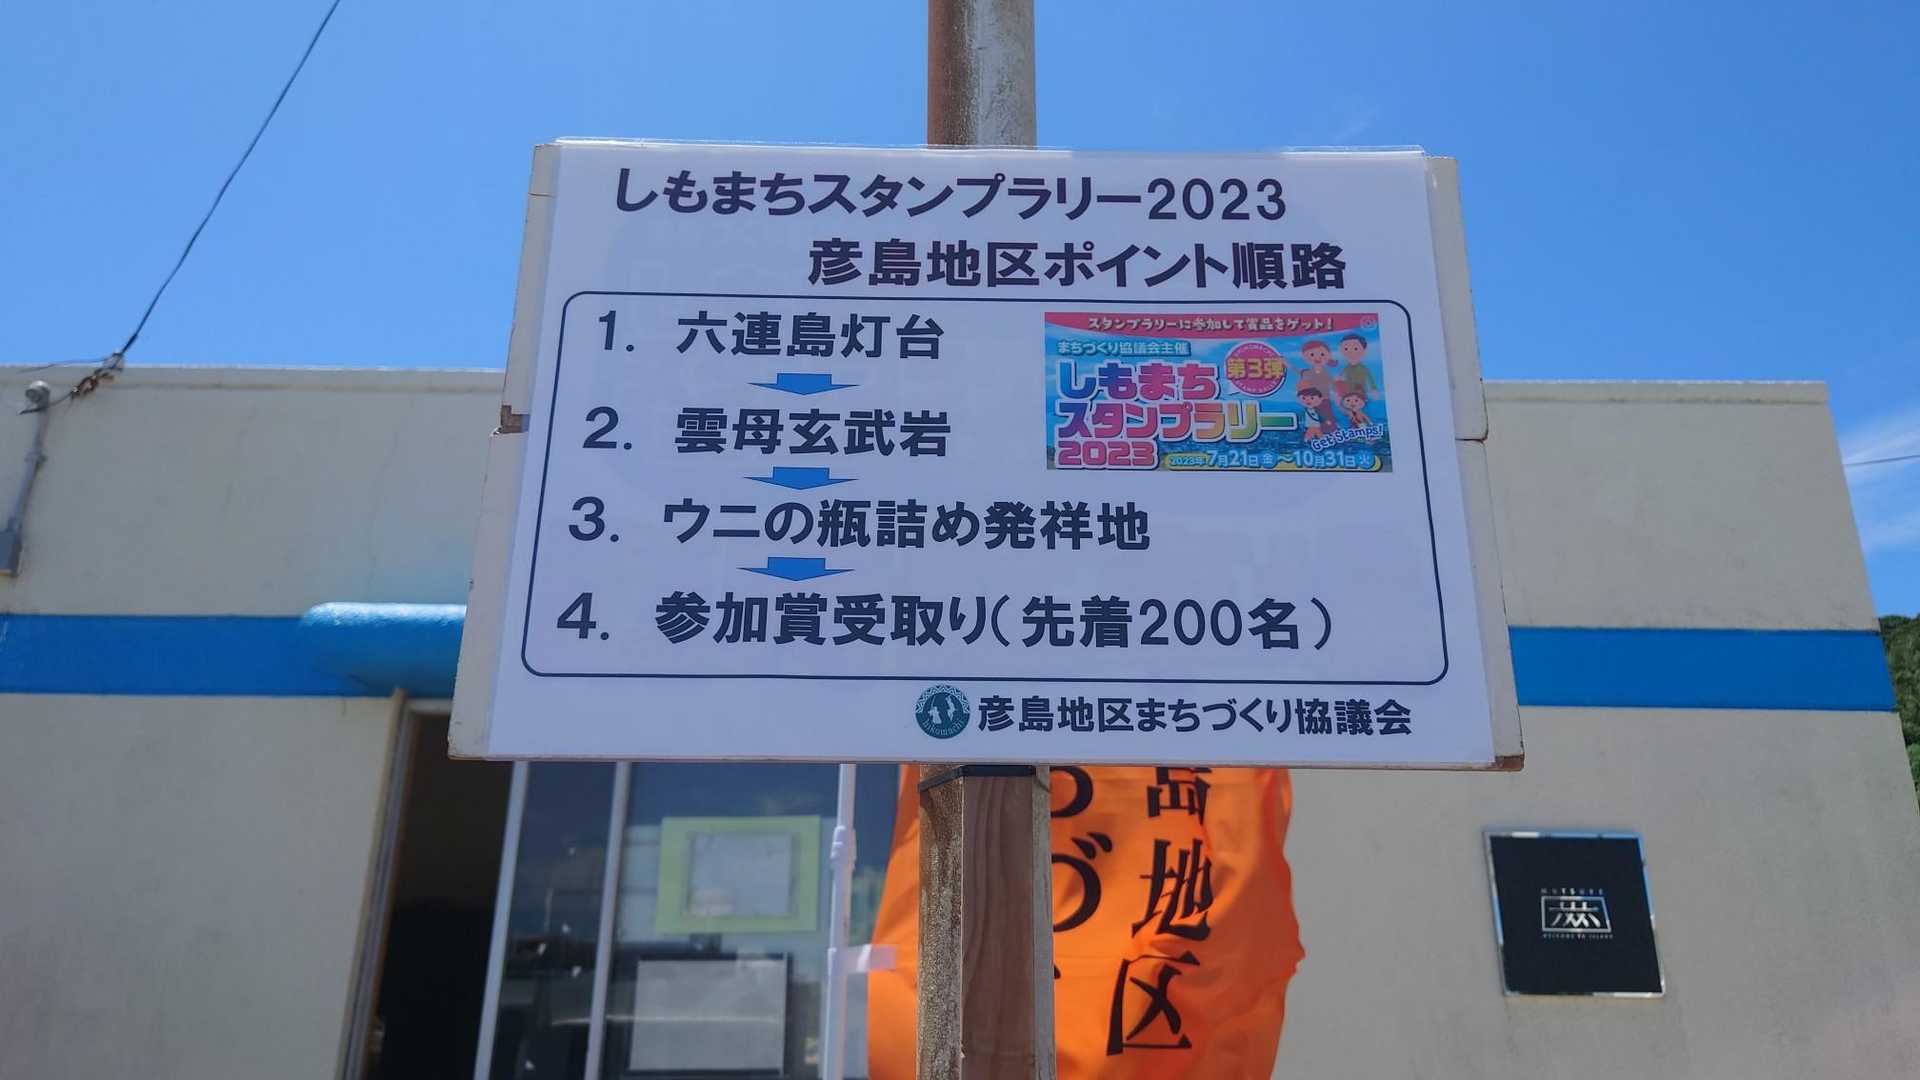 しもまちスタンプラリー2023
彦島地区ポイント順路
1. 六連島灯台
2. 雲母玄武岩
3. ウニの瓶詰め発祥地
4. 参加賞受取り(先着200名)
スタンプラリーに参加して賞品をゲット!
まちづくり協議会主催
しもまち
第3弾
スタンプラリー
Get Stamps!
2023
2023年7月21日金〜10月31日火
彦島地区まちづくり協議会
島地区
づ
MUTSURE